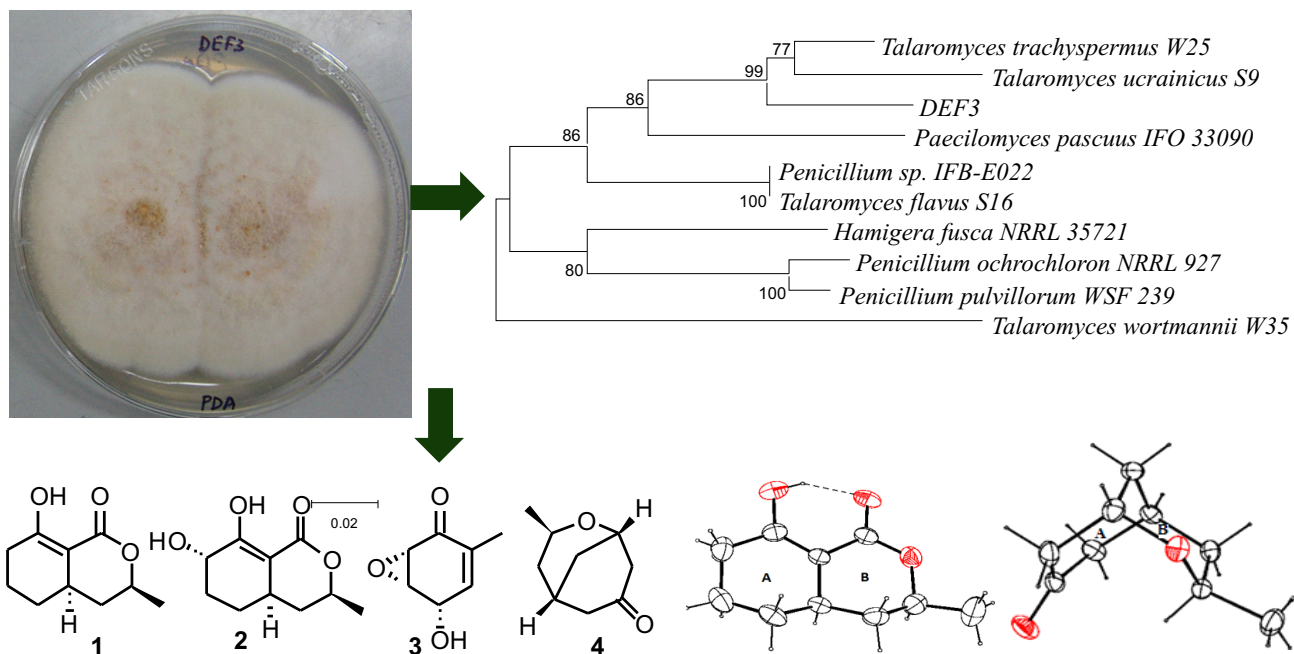 DEF3
TARSONS
PDA
77
Talaromyces trachyspermus W25
99
Talaromyces ucrainicus S9
86
DEF3
86
Paecilomyces pascuus IFO 33090
Penicillium sp. IFB-E022
100
Talaromyces flavus S16
Hamigera fusca NRRL 35721
80
Penicillium ochrochloron NRRL 927
100
Penicillium pulvillorum WSF 239
Talaromyces wortmannii W35
OH O
O
H
1
OH O
HO
O
H
2
0.02
O
O
OH
3
H
O
H
O
4
A B
A B